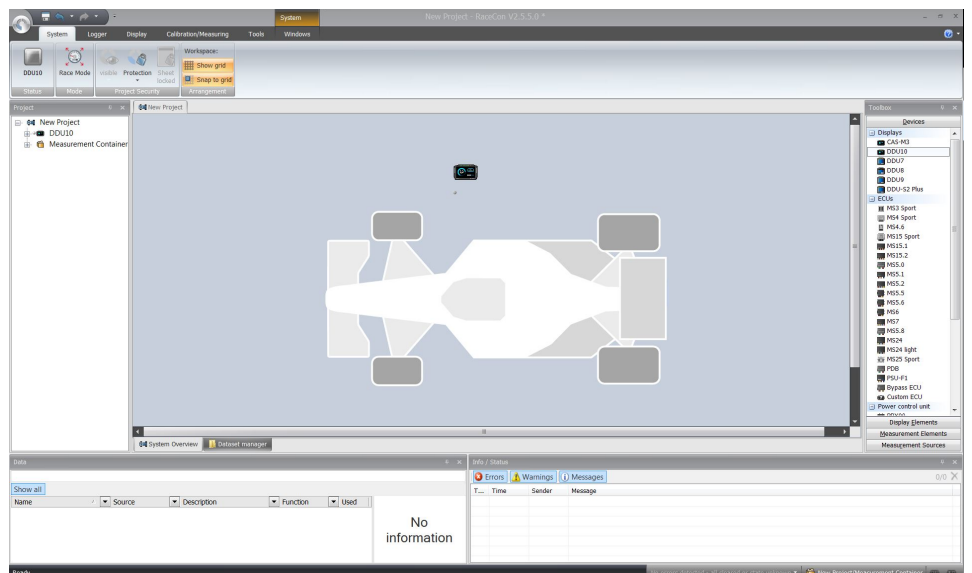 System
New Project - RaceCon V2.5.5.0 *
System Logger Display Calibration/Measuring Tools Windows
Workspace:
Show grid
Snap to grid
DDU10 Race Mode visible Protection Sheet locked
Status Mode Project Security Arrangement
Project
New Project
DDU10
Measurement Container
New Project
System Overview
Dataset manager
Toolbox
Devices
Displays
CAS-M3
DDU10
DDU7
DDU8
DDU9
DDU-S2 Plus
ECUs
MS3 Sport
MS4 Sport
MS4.6
MS15 Sport
MS15.1
MS15.2
MS5.0
MS5.1
MS5.2
MS5.5
MS5.6
MS6
MS7
MS5.8
MS24
MS24 light
MS25 Sport
PDB
PSU-F1
Bypass ECU
Custom ECU
Power control unit
Display Elements
Measurement Elements
Measurement Sources
Data
Show all
Name Source Description Function Used
No
information
Info / Status
Errors Warnings Messages 0/0
T... Time Sender Message
Ready
New Project/Measurement Container